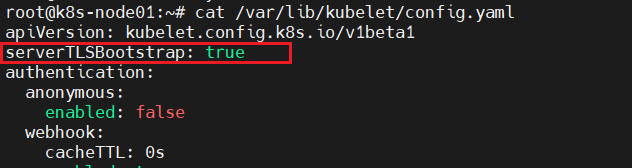 root@k8s-node01:~# cat /var/lib/kubelet/config.yaml
apiVersion: kubelet.config.k8s.io/v1beta1
serverTLSBootstrap: true
authentication:
  anonymous:
    enabled: false
  webhook:
    cacheTTL: 0s